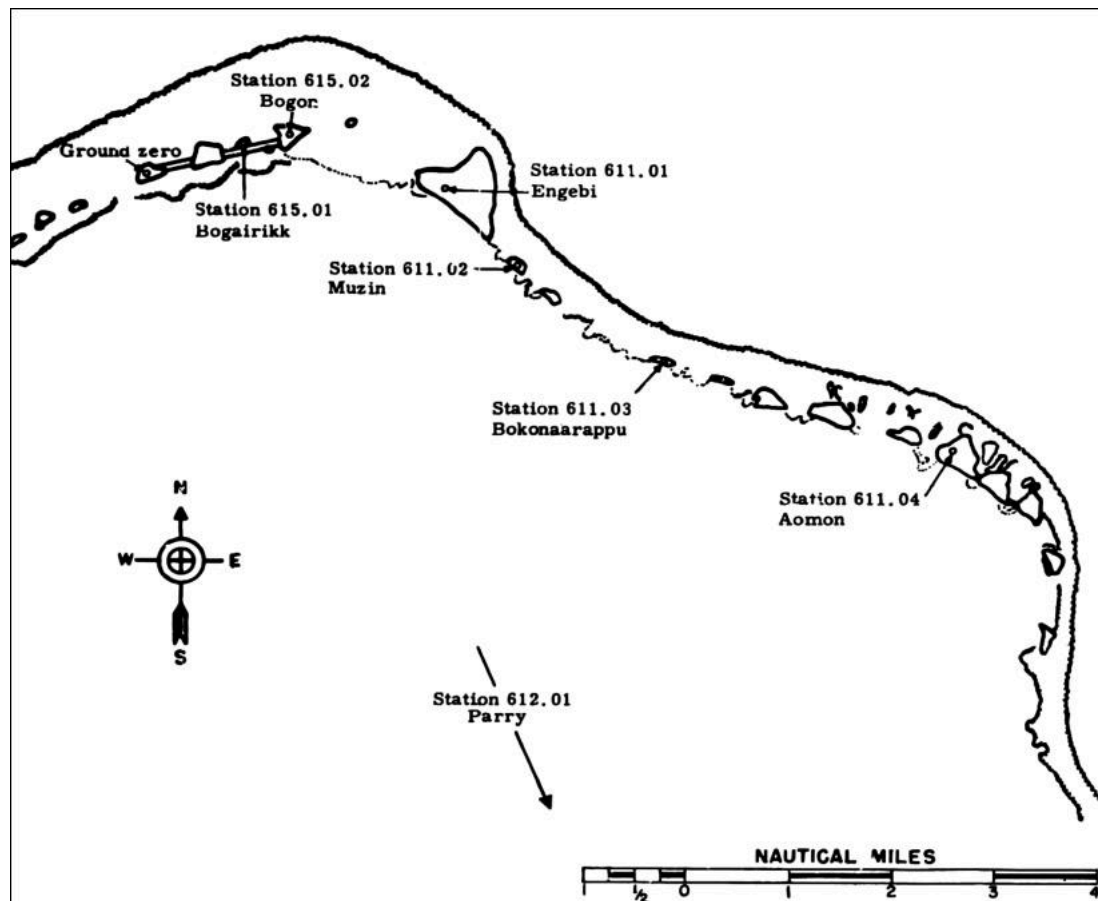 Station 615.02
Bogon
Ground zero
Station 611.01
Engebi
Station 615.01
Bogairikk
Station 611.02
Muzin
Station 611.03
Bokonaarappu
Station 611.04
Aomon
N
W E
S
Station 612.01
Parry
NAUTICAL MILES
1 1/2 0 1 2 3 4